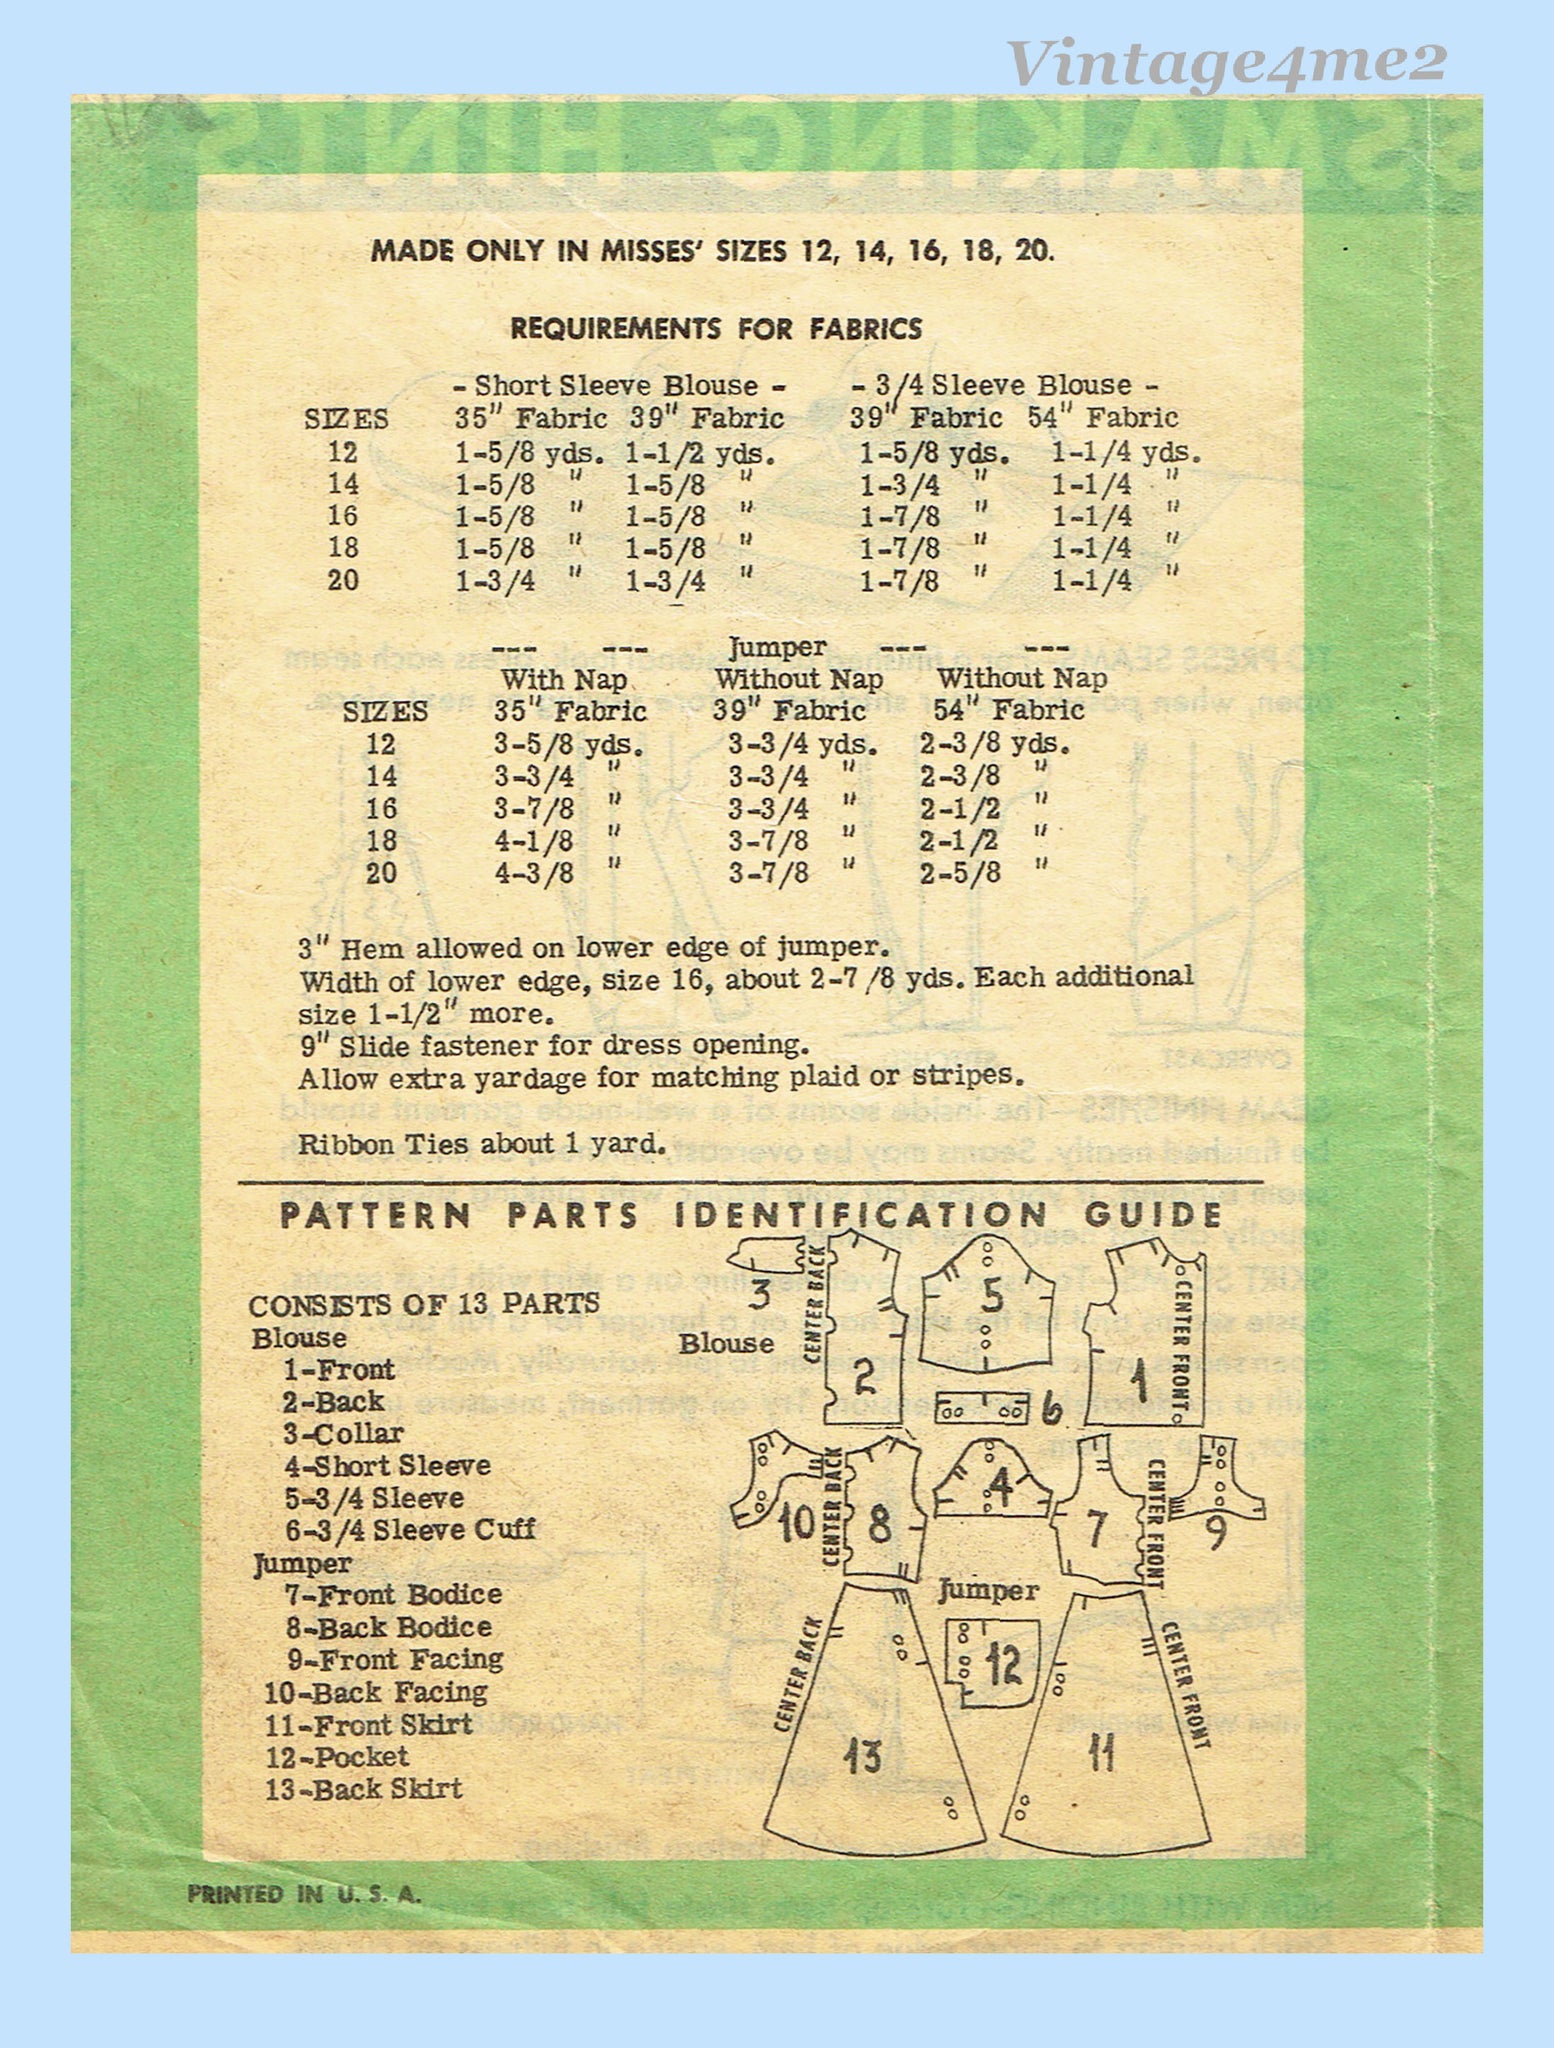 Vintage4me2
SSMAKING HINTS
MADE ONLY IN MISSES' SIZES 12, 14, 16, 18, 20.
REQUIREMENTS FOR FABRICS
- Short Sleeve Blouse - - 3/4 Sleeve Blouse -
SIZES 35" Fabric 39" Fabric 39" Fabric 54" Fabric
12 1-5/8 yds. 1-1/2 yds. 1-5/8 yds. 1-1/4 yds.
14 1-5/8 " 1-5/8 " 1-3/4 " 1-1/4 "
16 1-5/8 " 1-5/8 " 1-7/8 " 1-1/4 "
18 1-5/8 " 1-5/8 " 1-7/8 " 1-1/4 "
20 1-3/4 " 1-3/4 " 1-7/8 " 1-1/4 "
--- --- Jumper --- ---
With Nap Without Nap Without Nap
SIZES 35" Fabric 39" Fabric 54" Fabric
12 3-5/8 yds. 3-3/4 yds. 2-3/8 yds.
14 3-3/4 " 3-3/4 " 2-3/8 "
16 3-7/8 " 3-3/4 " 2-1/2 "
18 4-1/8 " 3-7/8 " 2-1/2 "
20 4-3/8 " 3-7/8 " 2-5/8 "
3" Hem allowed on lower edge of jumper.
Width of lower edge, size 16, about 2-7/8 yds. Each additional
size 1-1/2" more.
9" Slide fastener for dress opening.
Allow extra yardage for matching plaid or stripes.
Ribbon Ties about 1 yard.
PATTERN PARTS IDENTIFICATION GUIDE
CONSISTS OF 13 PARTS
Blouse
1-Front
2-Back
3-Collar
4-Short Sleeve
5-3/4 Sleeve
6-3/4 Sleeve Cuff
Jumper
7-Front Bodice
8-Back Bodice
9-Front Facing
10-Back Facing
11-Front Skirt
12-Pocket
13-Back Skirt
3
CENTER BACK
5
CENTER FRONT
Blouse
2
1
6
10
CENTER BACK
8
4
7
CENTER FRONT
9
Jumper
CENTER BACK
12
CENTER FRONT
13
11
PRINTED IN U. S. A.